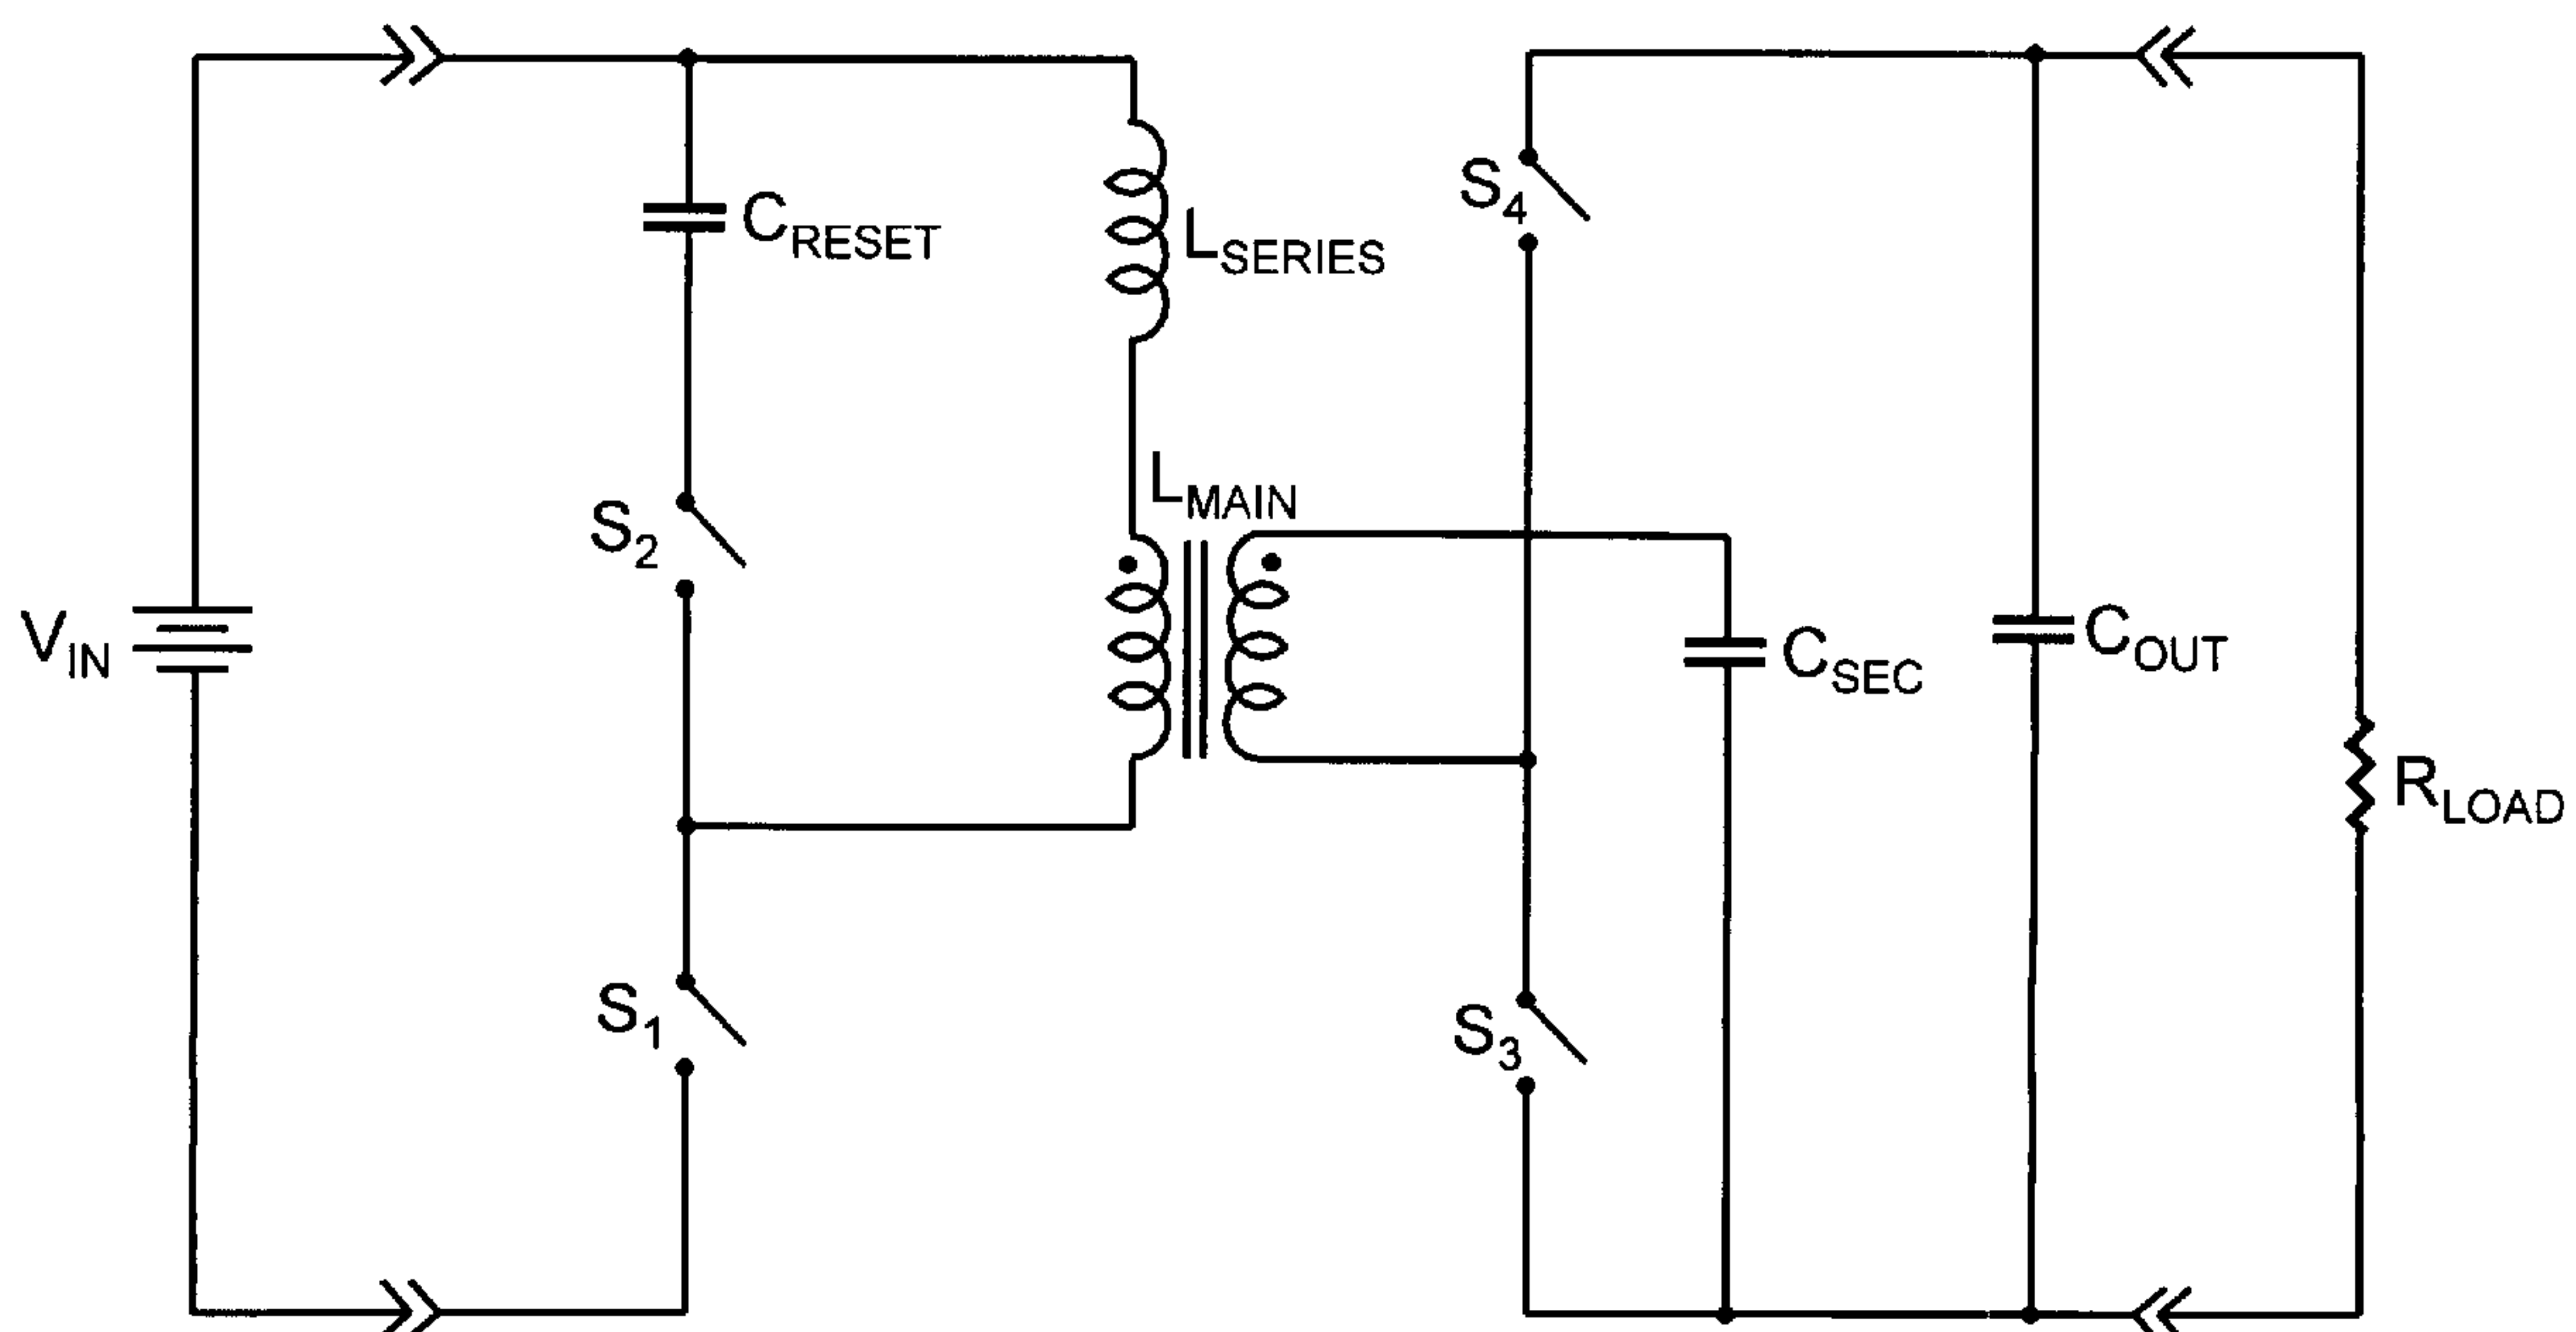 C_RESET
L_SERIES
S_4
L_MAIN
S_2
V_IN
C_SEC
C_OUT
R_LOAD
S_1
S_3